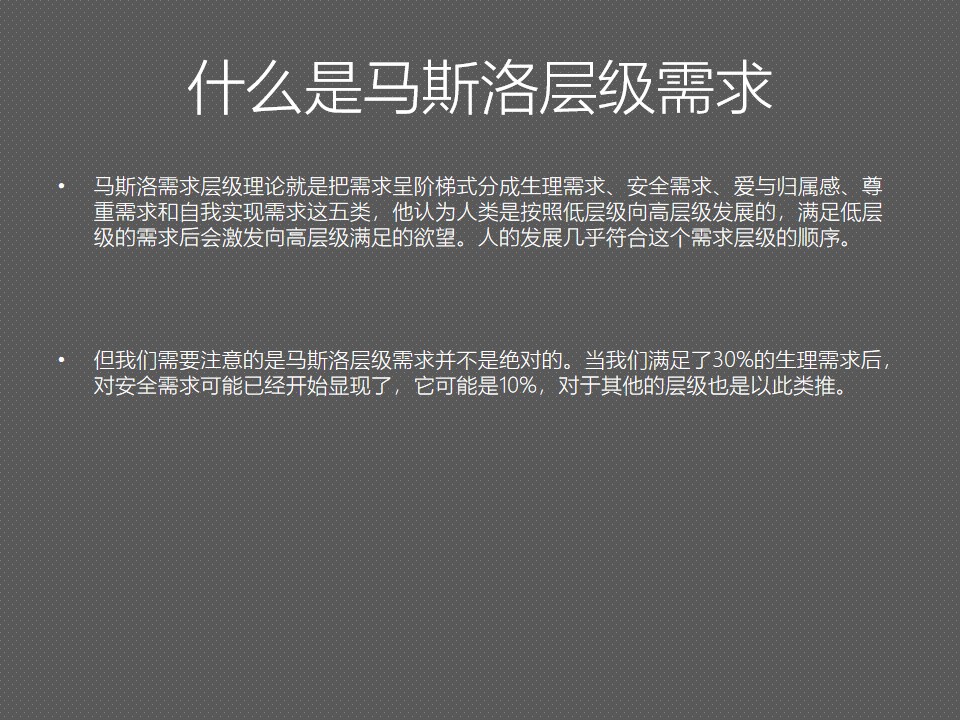 什么是马斯洛层级需求
• 马斯洛需求层级理论就是把需求呈阶梯式分成生理需求、安全需求、爱与归属感、尊
重需求和自我实现需求这五类，他认为人类是按照低层级向高层级发展的，满足低层
级的需求后会激发向高层级满足的欲望。人的发展几乎符合这个需求层级的顺序。
• 但我们需要注意的是马斯洛层级需求并不是绝对的。当我们满足了30%的生理需求后，
对安全需求可能已经开始显现了，它可能是10%，对于其他的层级也是以此类推。